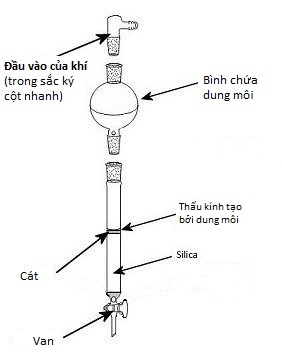 Đầu vào của khí
(trong sắc ký
cột nhanh)
Bình chứa
dung môi
Thấu kính tạo
bởi dung môi
Silica
Cát
Van